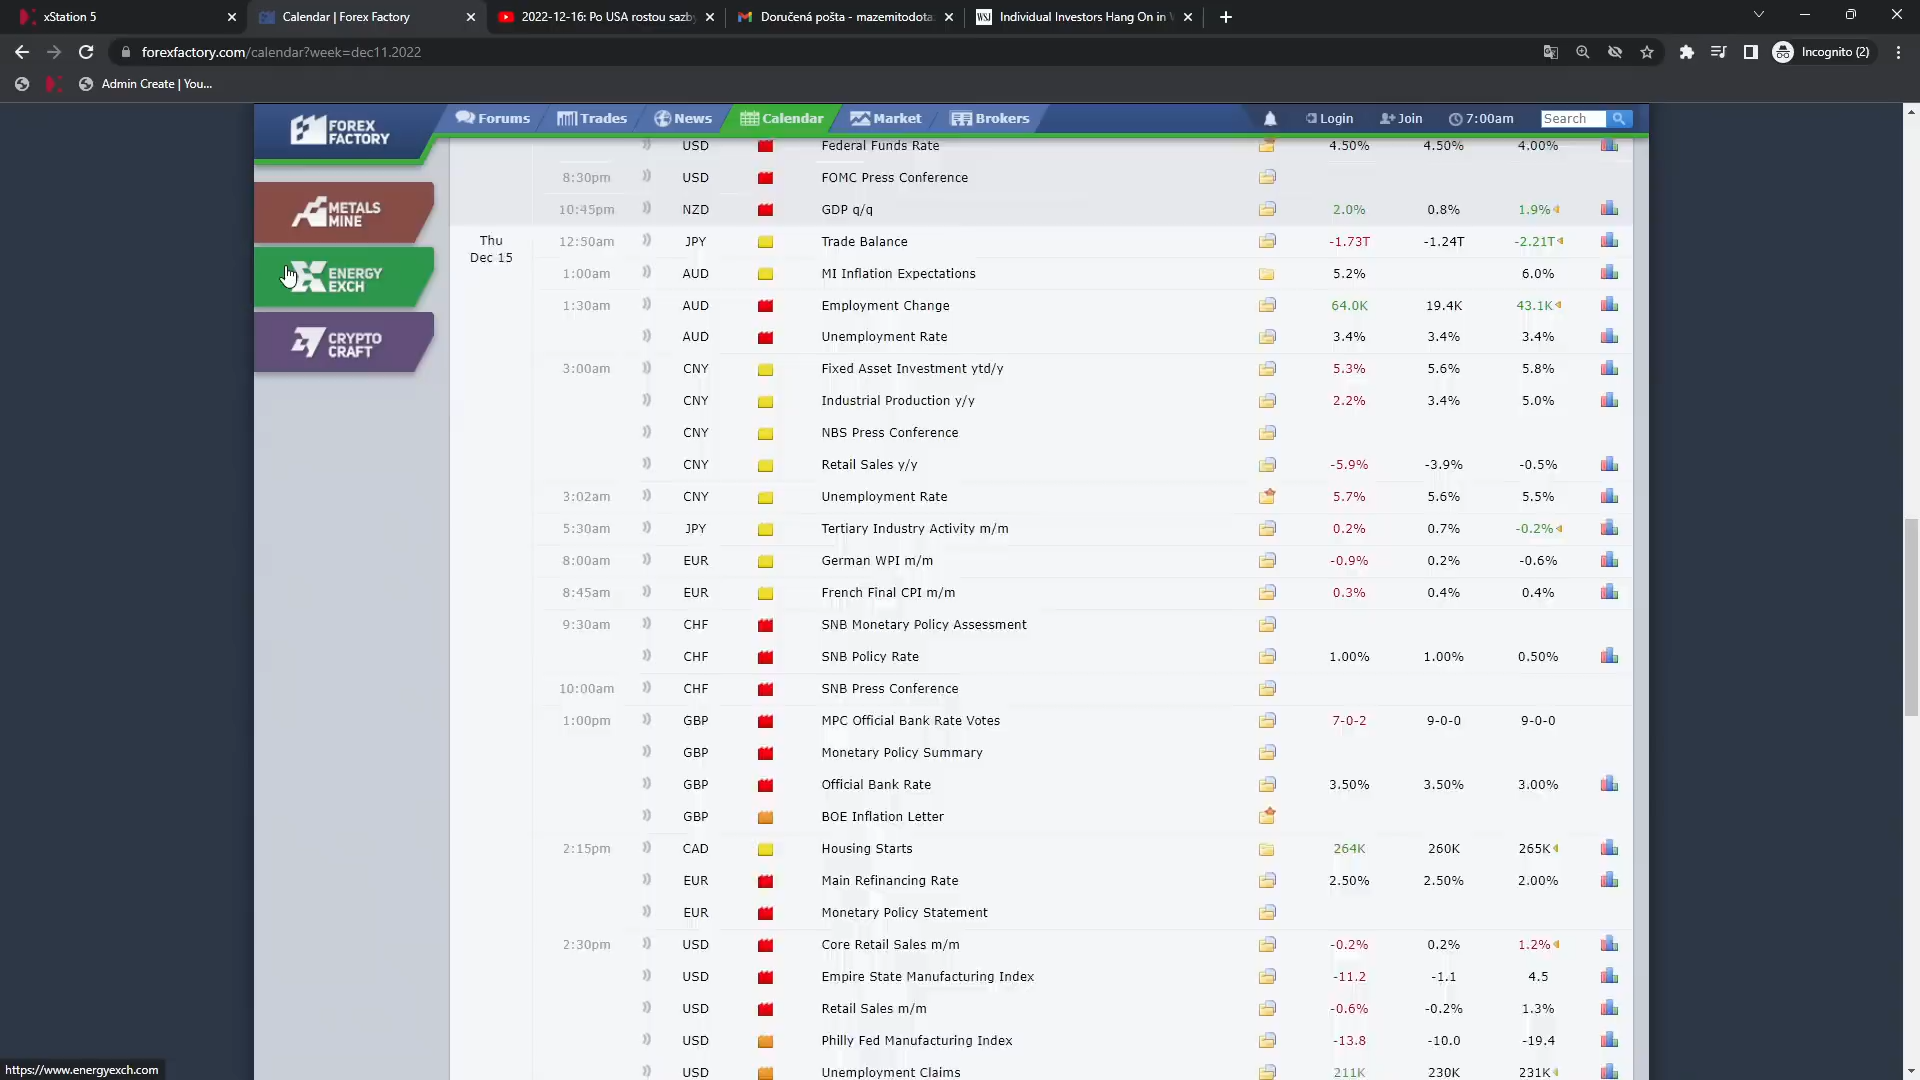 xStation 5
Calendar | Forex Factory
2022-12-16: Po USA rostou sazby
Doručená pošta - mazemitodota
Individual Investors Hang On in
forexfactory.com/calendar?week=dec11.2022
Incognito (2)
Admin Create | You...
FOREX FACTORY
Forums
Trades
News
Calendar
Market
Brokers
Login
Join
7:00am
Search
METALS MINE
ENERGY EXCH
CRYPTO CRAFT
USD Federal Funds Rate 4.50% 4.50% 4.00%
8:30pm USD FOMC Press Conference
10:45pm NZD GDP q/q 2.0% 0.8% 1.9%
Thu Dec 15 12:50am JPY Trade Balance -1.73T -1.24T -2.21T
1:00am AUD MI Inflation Expectations 5.2% 6.0%
1:30am AUD Employment Change 64.0K 19.4K 43.1K
AUD Unemployment Rate 3.4% 3.4% 3.4%
3:00am CNY Fixed Asset Investment ytd/y 5.3% 5.6% 5.8%
CNY Industrial Production y/y 2.2% 3.4% 5.0%
CNY NBS Press Conference
CNY Retail Sales y/y -5.9% -3.9% -0.5%
3:02am CNY Unemployment Rate 5.7% 5.6% 5.5%
5:30am JPY Tertiary Industry Activity m/m 0.2% 0.7% -0.2%
8:00am EUR German WPI m/m -0.9% 0.2% -0.6%
8:45am EUR French Final CPI m/m 0.3% 0.4% 0.4%
9:30am CHF SNB Monetary Policy Assessment
CHF SNB Policy Rate 1.00% 1.00% 0.50%
10:00am CHF SNB Press Conference
1:00pm GBP MPC Official Bank Rate Votes 7-0-2 9-0-0 9-0-0
GBP Monetary Policy Summary
GBP Official Bank Rate 3.50% 3.50% 3.00%
GBP BOE Inflation Letter
2:15pm CAD Housing Starts 264K 260K 265K
EUR Main Refinancing Rate 2.50% 2.50% 2.00%
EUR Monetary Policy Statement
2:30pm USD Core Retail Sales m/m -0.2% 0.2% 1.2%
USD Empire State Manufacturing Index -11.2 -1.1 4.5
USD Retail Sales m/m -0.6% -0.2% 1.3%
USD Philly Fed Manufacturing Index -13.8 -10.0 -19.4
USD Unemployment Claims 211K 230K 231K
https://www.energyexch.com